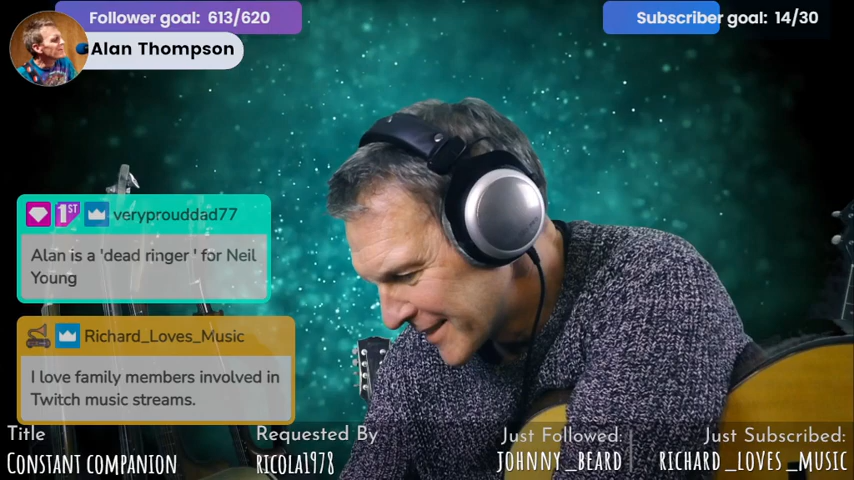 Follower goal: 613/620
Subscriber goal: 14/30
Alan Thompson
1ST veryprouddad77
Alan is a 'dead ringer ' for Neil
Young
Richard_Loves_Music
I love family members involved in
Twitch music streams.
Title
Constant companion
Requested By
ricola1978
Just Followed:
johnny_beard
Just Subscribed:
richard_loves_music